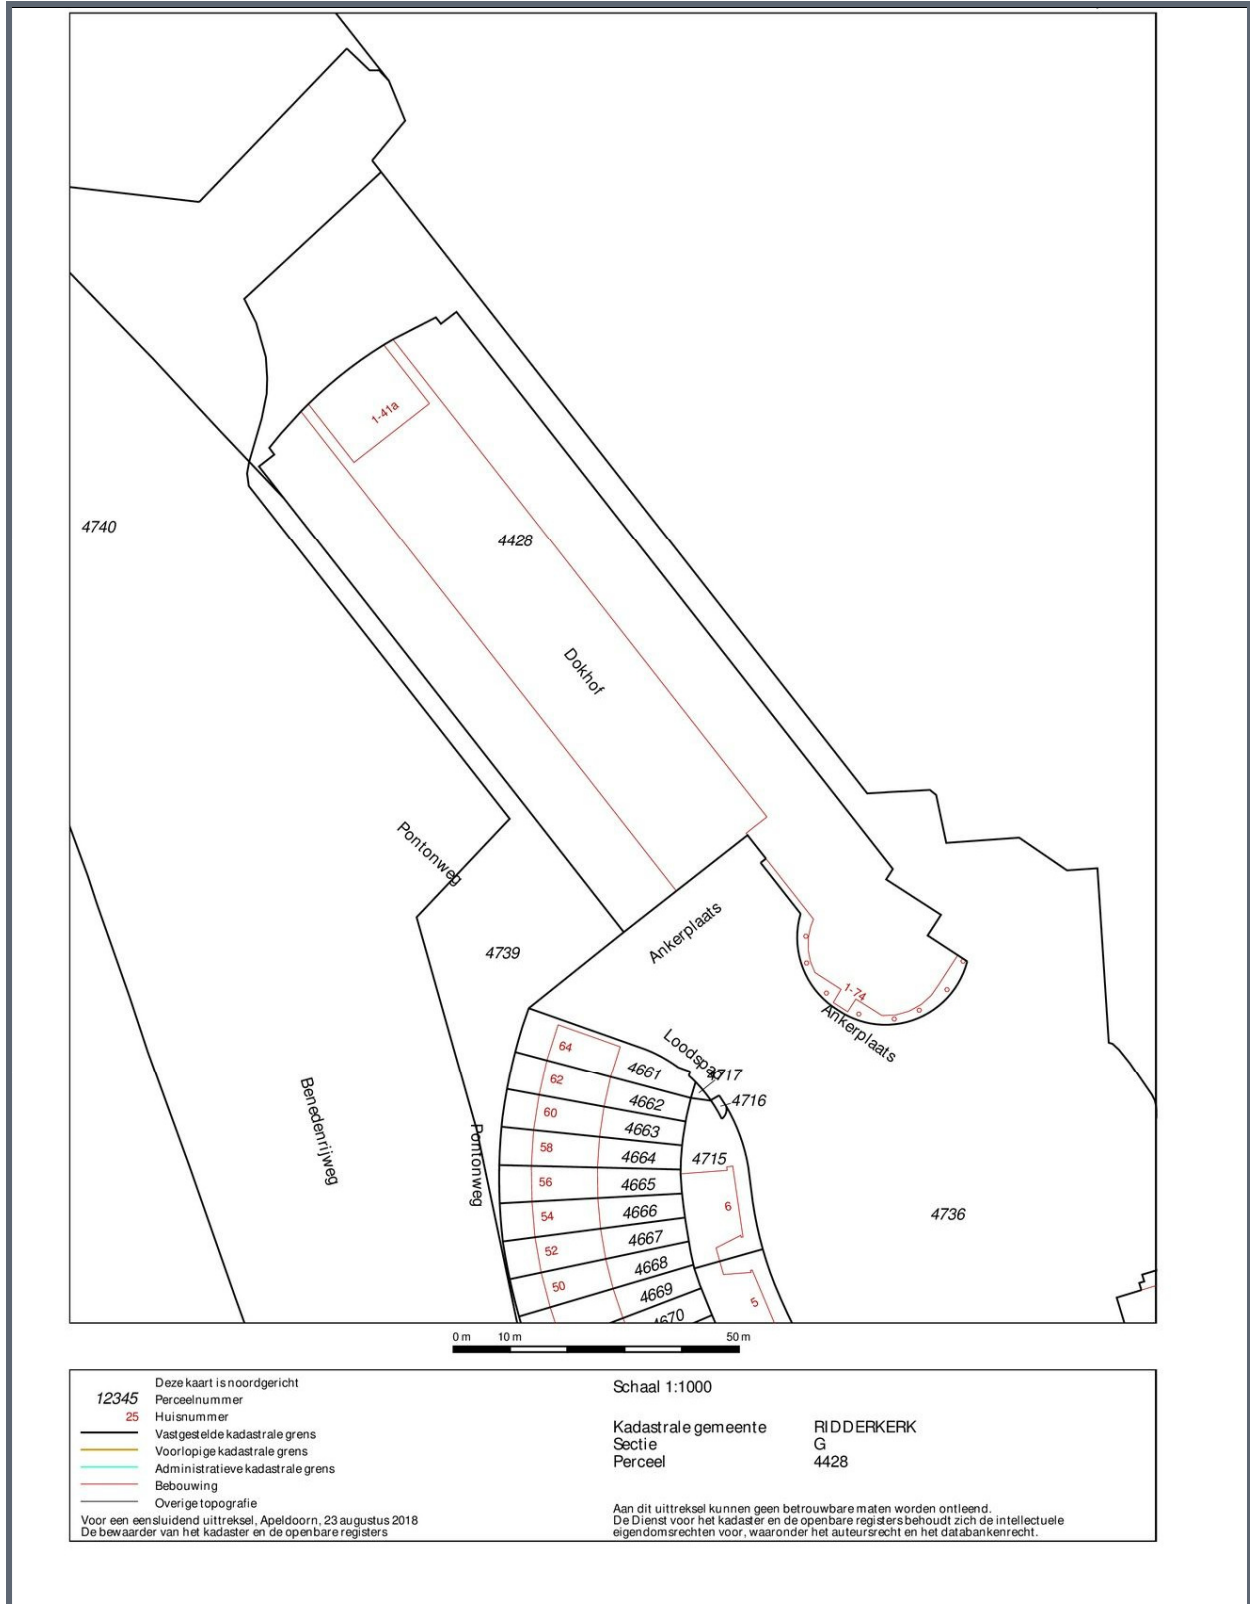 1-41a
4740
4428
Dokhof
Pontonweg
Ankerplaats
4739
1-74
Ankerplaats
Loodspad
64
4661
4717
62
4662
4716
Benedenrijweg
60
4663
Pontonweg
58
4664
4715
56
4665
54
4666
6
4736
52
4667
50
4668
4669
5
4670
0 m 10 m 50 m
Deze kaart is noordgericht
12345 Perceelnummer
25 Huisnummer
Vastgestelde kadastrale grens
Voorlopige kadastrale grens
Administratieve kadastrale grens
Bebouwing
Overige topografie
Voor een eensluidend uittreksel, Apeldoorn, 23 augustus 2018
De bewaarder van het kadaster en de openbare registers
Schaal 1:1000
Kadastrale gemeente RIDDERKERK
Sectie G
Perceel 4428
Aan dit uittreksel kunnen geen betrouwbare maten worden ontleend.
De Dienst voor het kadaster en de openbare registers behoudt zich de intellectuele
eigendomsrechten voor, waaronder het auteursrecht en het databankenrecht.